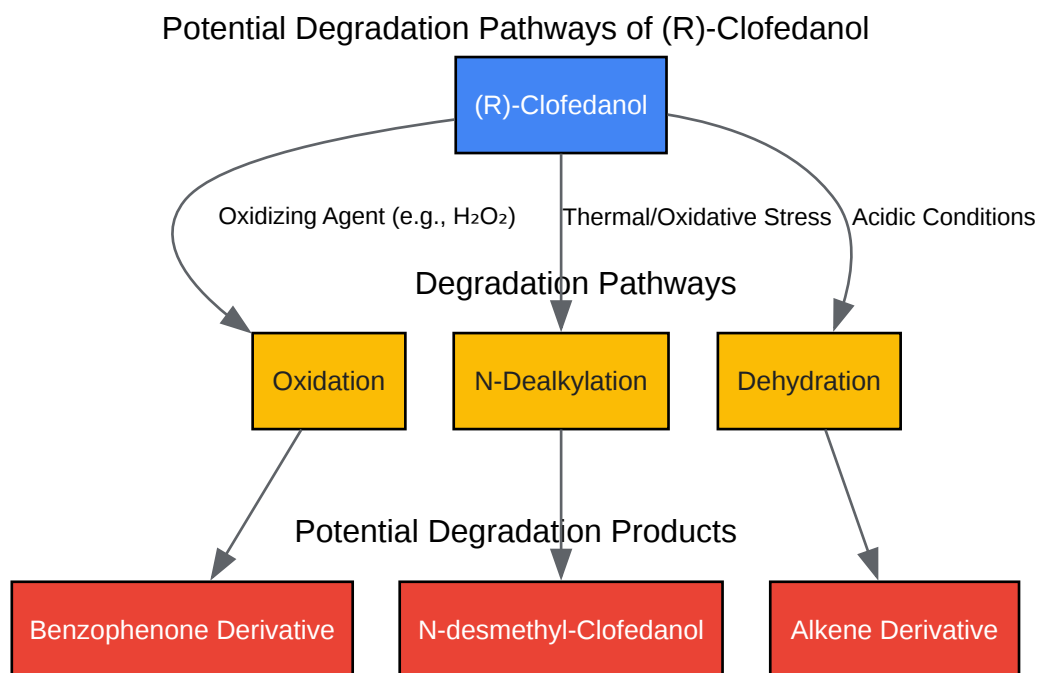 Potential Degradation Pathways of (R)-Clofedanol
(R)-Clofedanol
Oxidizing Agent (e.g., H₂O₂)
Thermal/Oxidative Stress
Acidic Conditions
Degradation Pathways
Oxidation
N-Dealkylation
Dehydration
Potential Degradation Products
Benzophenone Derivative
N-desmethyl-Clofedanol
Alkene Derivative